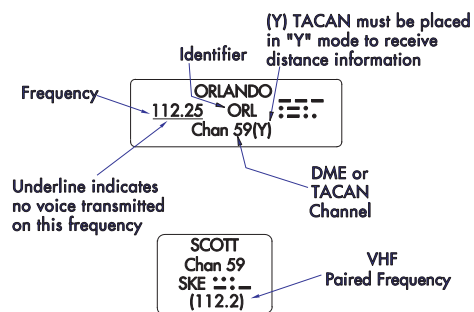 (Y) TACAN must be placed
in "Y" mode to receive
distance information
Identifier
Frequency
ORLANDO
112.25 ORL
Chan 59(Y)
Underline indicates
no voice transmitted
on this frequency
DME or
TACAN
Channel
SCOTT
Chan 59
SKE
(112.2)
VHF
Paired Frequency